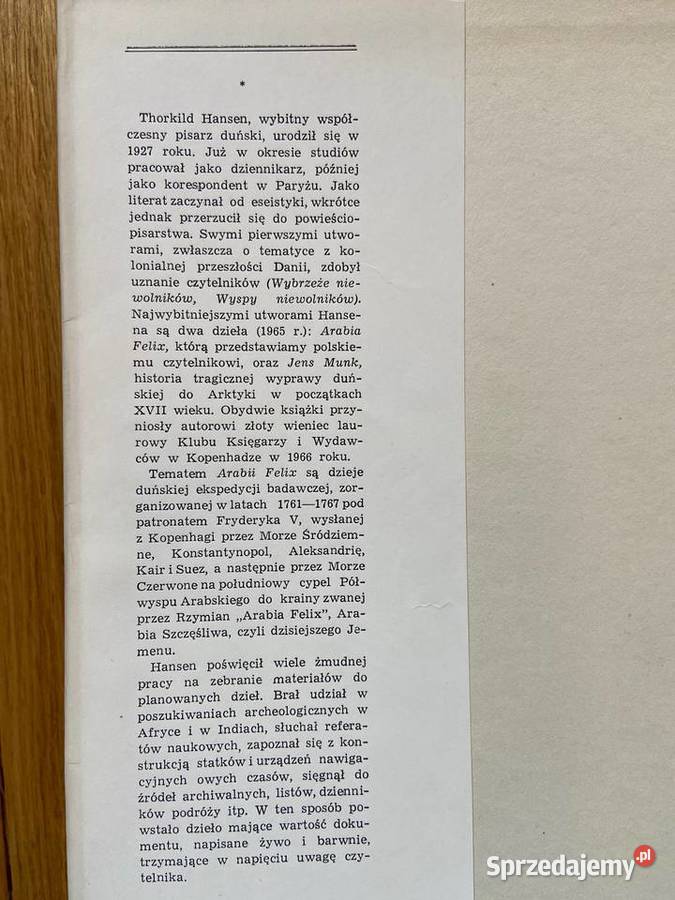 *
Thorkild Hansen, wybitny współ-
czesny pisarz duński, urodził się w
1927 roku. Już w okresie studiów
pracował jako dziennikarz, później
jako korespondent w Paryżu. Jako
literat zaczynał od eseistyki, wkrótce
jednak przerzucił się do powieścio-
pisarstwa. Swymi pierwszymi utwo-
rami, zwłaszcza o tematyce z ko-
lonialnej przeszłości Danii, zdobył
uznanie czytelników (Wybrzeże nie-
wolników, Wyspy niewolników).
Najwybitniejszymi utworami Hanse-
na są dwa dzieła (1965 r.): Arabia
Felix, którą przedstawiamy polskie-
mu czytelnikowi, oraz Jens Munk,
historia tragicznej wyprawy duń-
skiej do Arktyki w początkach
XVII wieku. Obydwie książki przy-
niosły autorowi złoty wieniec lau-
rowy Klubu Księgarzy i Wydaw-
ców w Kopenhadze w 1966 roku.
Tematem Arabii Felix są dzieje
duńskiej ekspedycji badawczej, zor-
ganizowanej w latach 1761—1767 pod
patronatem Fryderyka V, wysłanej
z Kopenhagi przez Morze Śródziem-
ne, Konstantynopol, Aleksandrię,
Kair i Suez, a następnie przez Morze
Czerwone na południowy cypel Pół-
wyspu Arabskiego do krainy zwanej
przez Rzymian „Arabia Felix”, Ara-
bia Szczęśliwa, czyli dzisiejszego Je-
menu.
Hansen poświęcił wiele żmudnej
pracy na zebranie materiałów do
planowanych dzieł. Brał udział w
poszukiwaniach archeologicznych w
Afryce i w Indiach, słuchał refera-
tów naukowych, zapoznał się z kon-
strukcją statków i urządzeń nawiga-
cyjnych owych czasów, sięgnął do
źródeł archiwalnych, listów, dzienni-
ków podróży itp. W ten sposób po-
wstało dzieło mające wartość doku-
mentu, napisane żywo i barwnie,
trzymające w napięciu uwagę czy-
telnika.
Sprzedajemy.pl